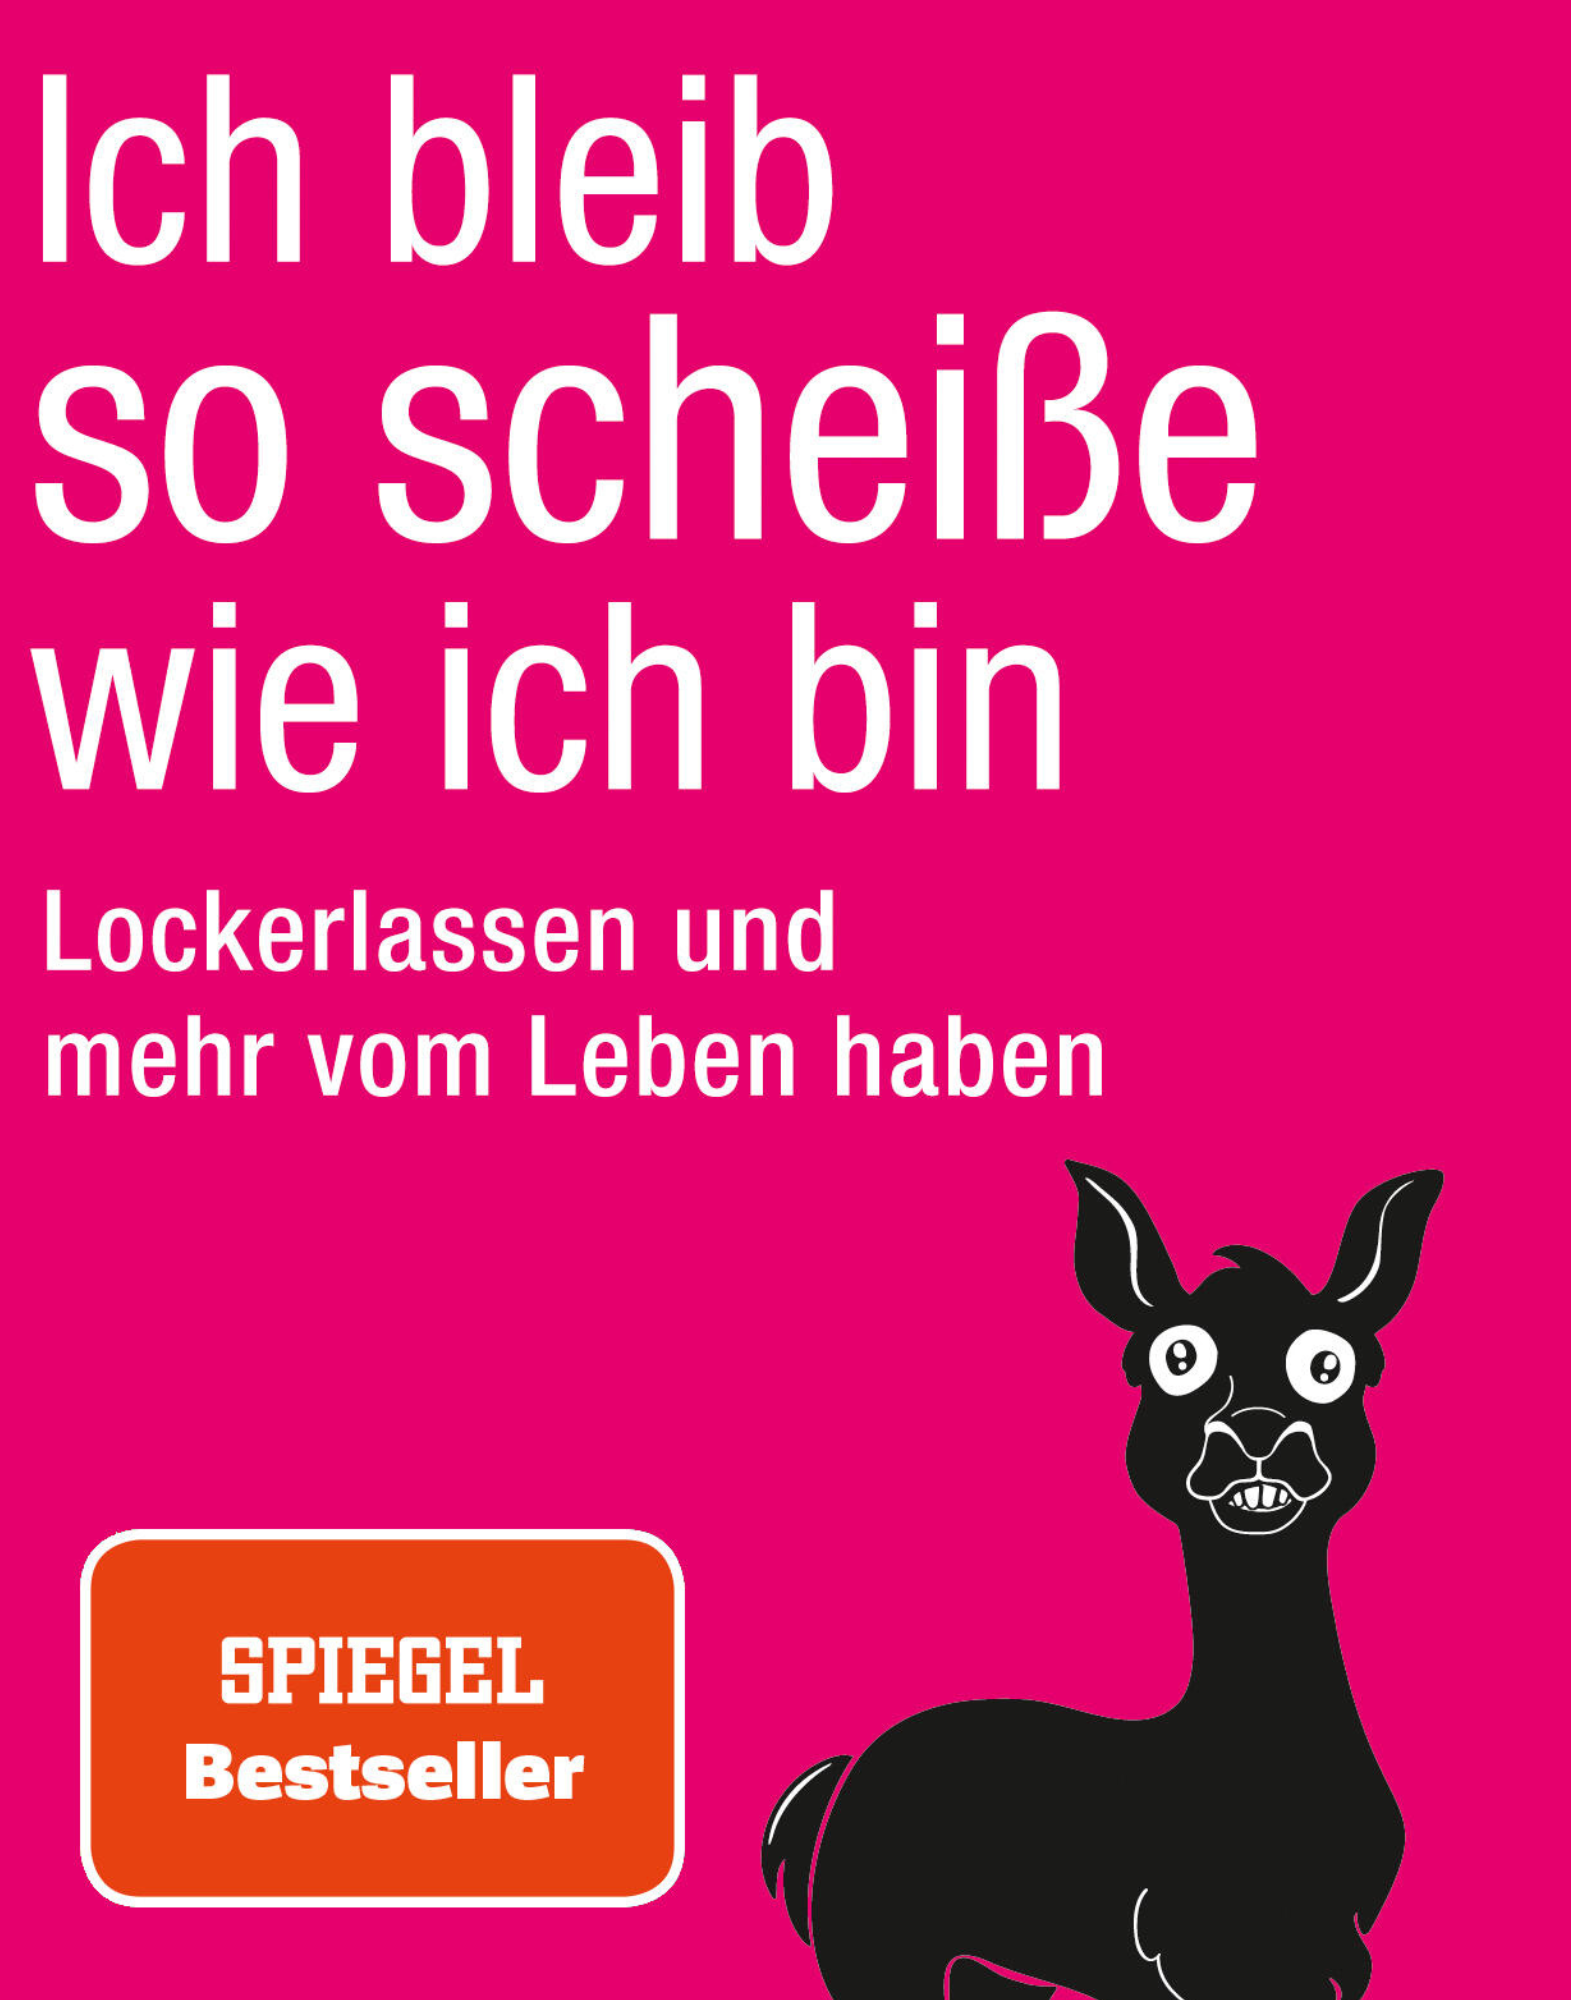 Ich bleib
so scheiße
wie ich bin
Lockerlassen und
mehr vom Leben haben
SPIEGEL
Bestseller